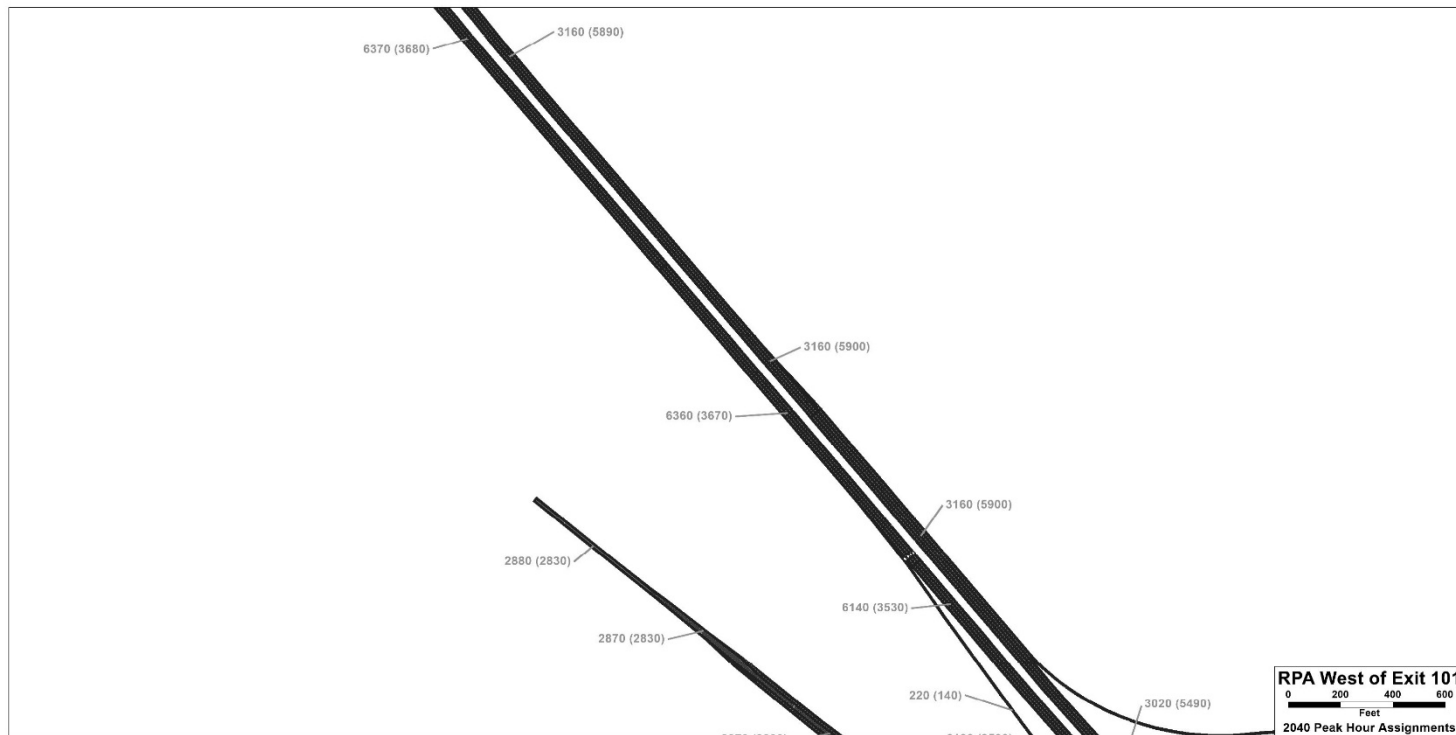 3160 (5890)
6370 (3680)
3160 (5900)
6360 (3670)
3160 (5900)
2880 (2830)
6140 (3530)
2870 (2830)
220 (140)
3020 (5490)
RPA West of Exit 101
0 200 400 600
Feet
2040 Peak Hour Assignments